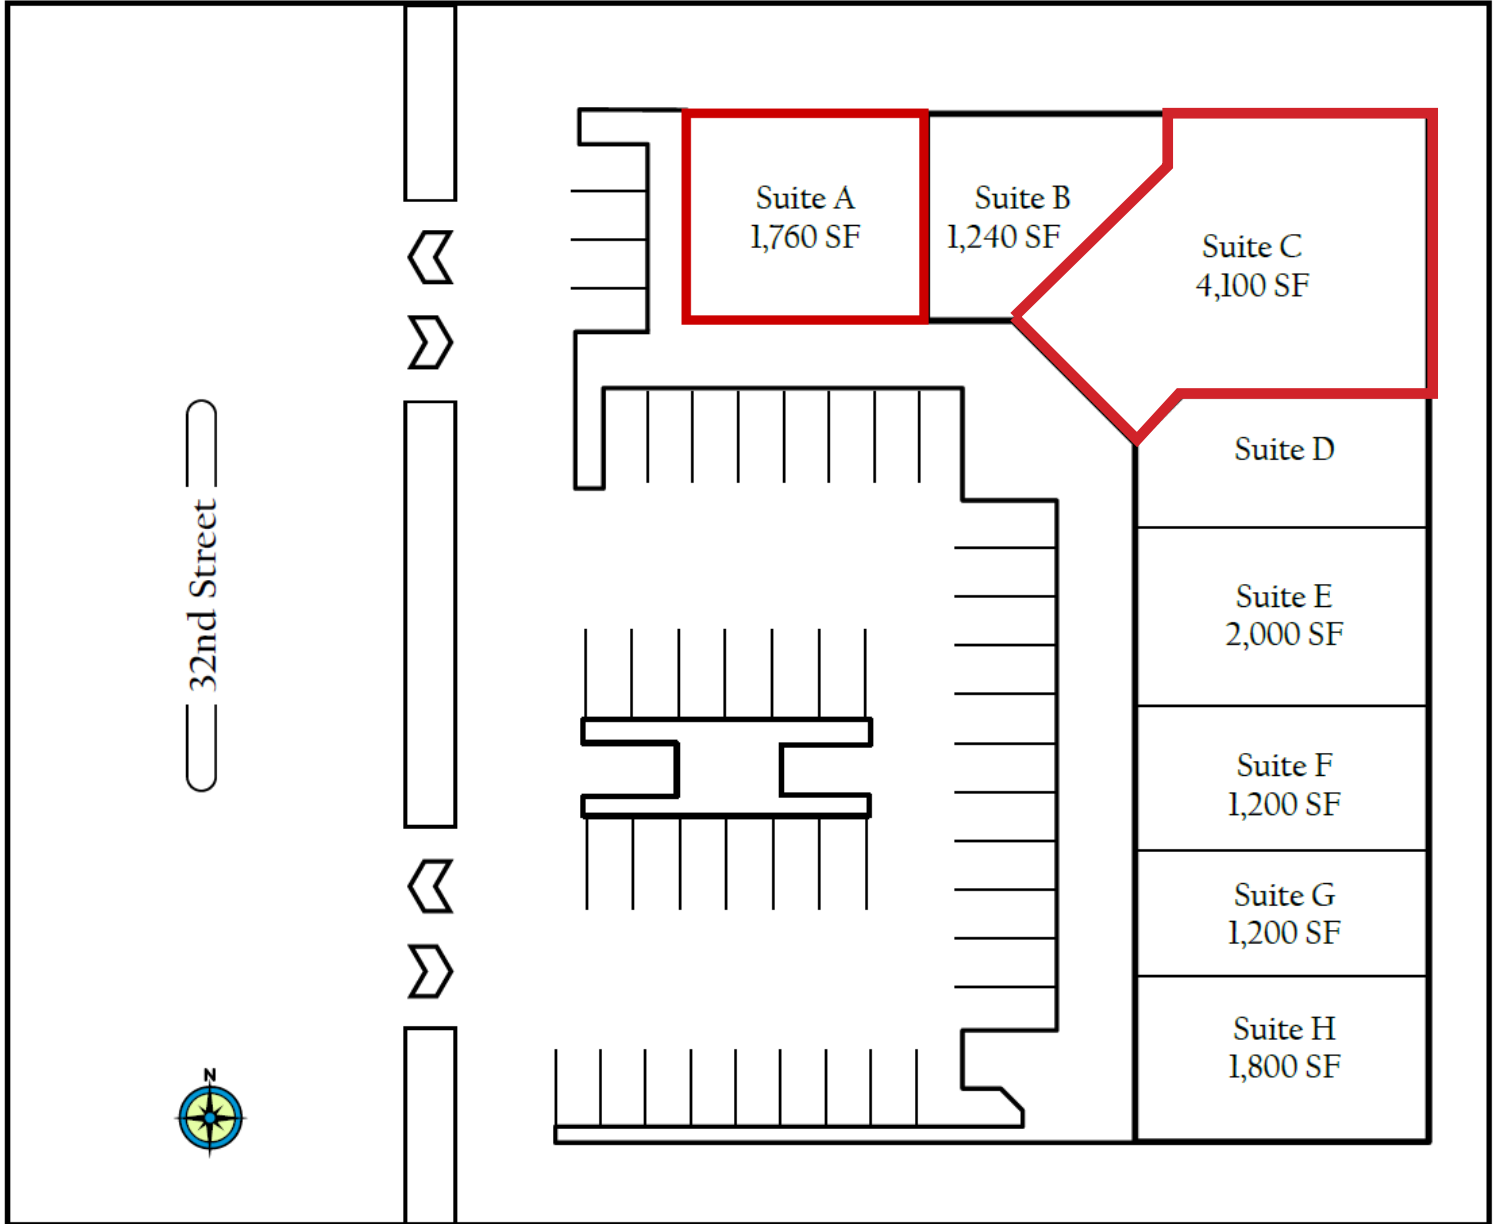 Suite A
1,760 SF
Suite B
1,240 SF
Suite C
4,100 SF
Suite D
Suite E
2,000 SF
Suite F
1,200 SF
Suite G
1,200 SF
Suite H
1,800 SF
32nd Street
N